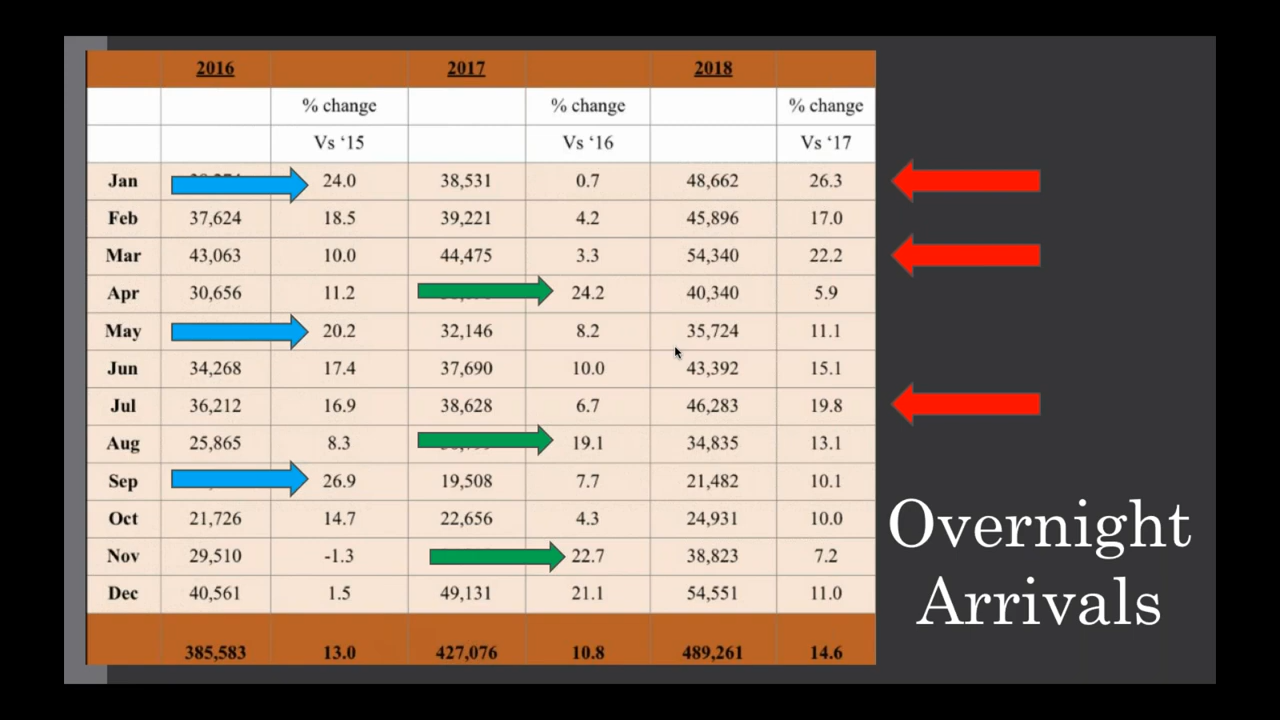 2016 2017 2018
% change % change % change
Vs ‘15 Vs ‘16 Vs ‘17
Jan 24.0 38,531 0.7 48,662 26.3
Feb 37,624 18.5 39,221 4.2 45,896 17.0
Mar 43,063 10.0 44,475 3.3 54,340 22.2
Apr 30,656 11.2 24.2 40,340 5.9
May 20.2 32,146 8.2 35,724 11.1
Jun 34,268 17.4 37,690 10.0 43,392 15.1
Jul 36,212 16.9 38,628 6.7 46,283 19.8
Aug 25,865 8.3 19.1 34,835 13.1
Sep 26.9 19,508 7.7 21,482 10.1
Oct 21,726 14.7 22,656 4.3 24,931 10.0
Nov 29,510 -1.3 22.7 38,823 7.2
Dec 40,561 1.5 49,131 21.1 54,551 11.0
385,583 13.0 427,076 10.8 489,261 14.6
Overnight
Arrivals